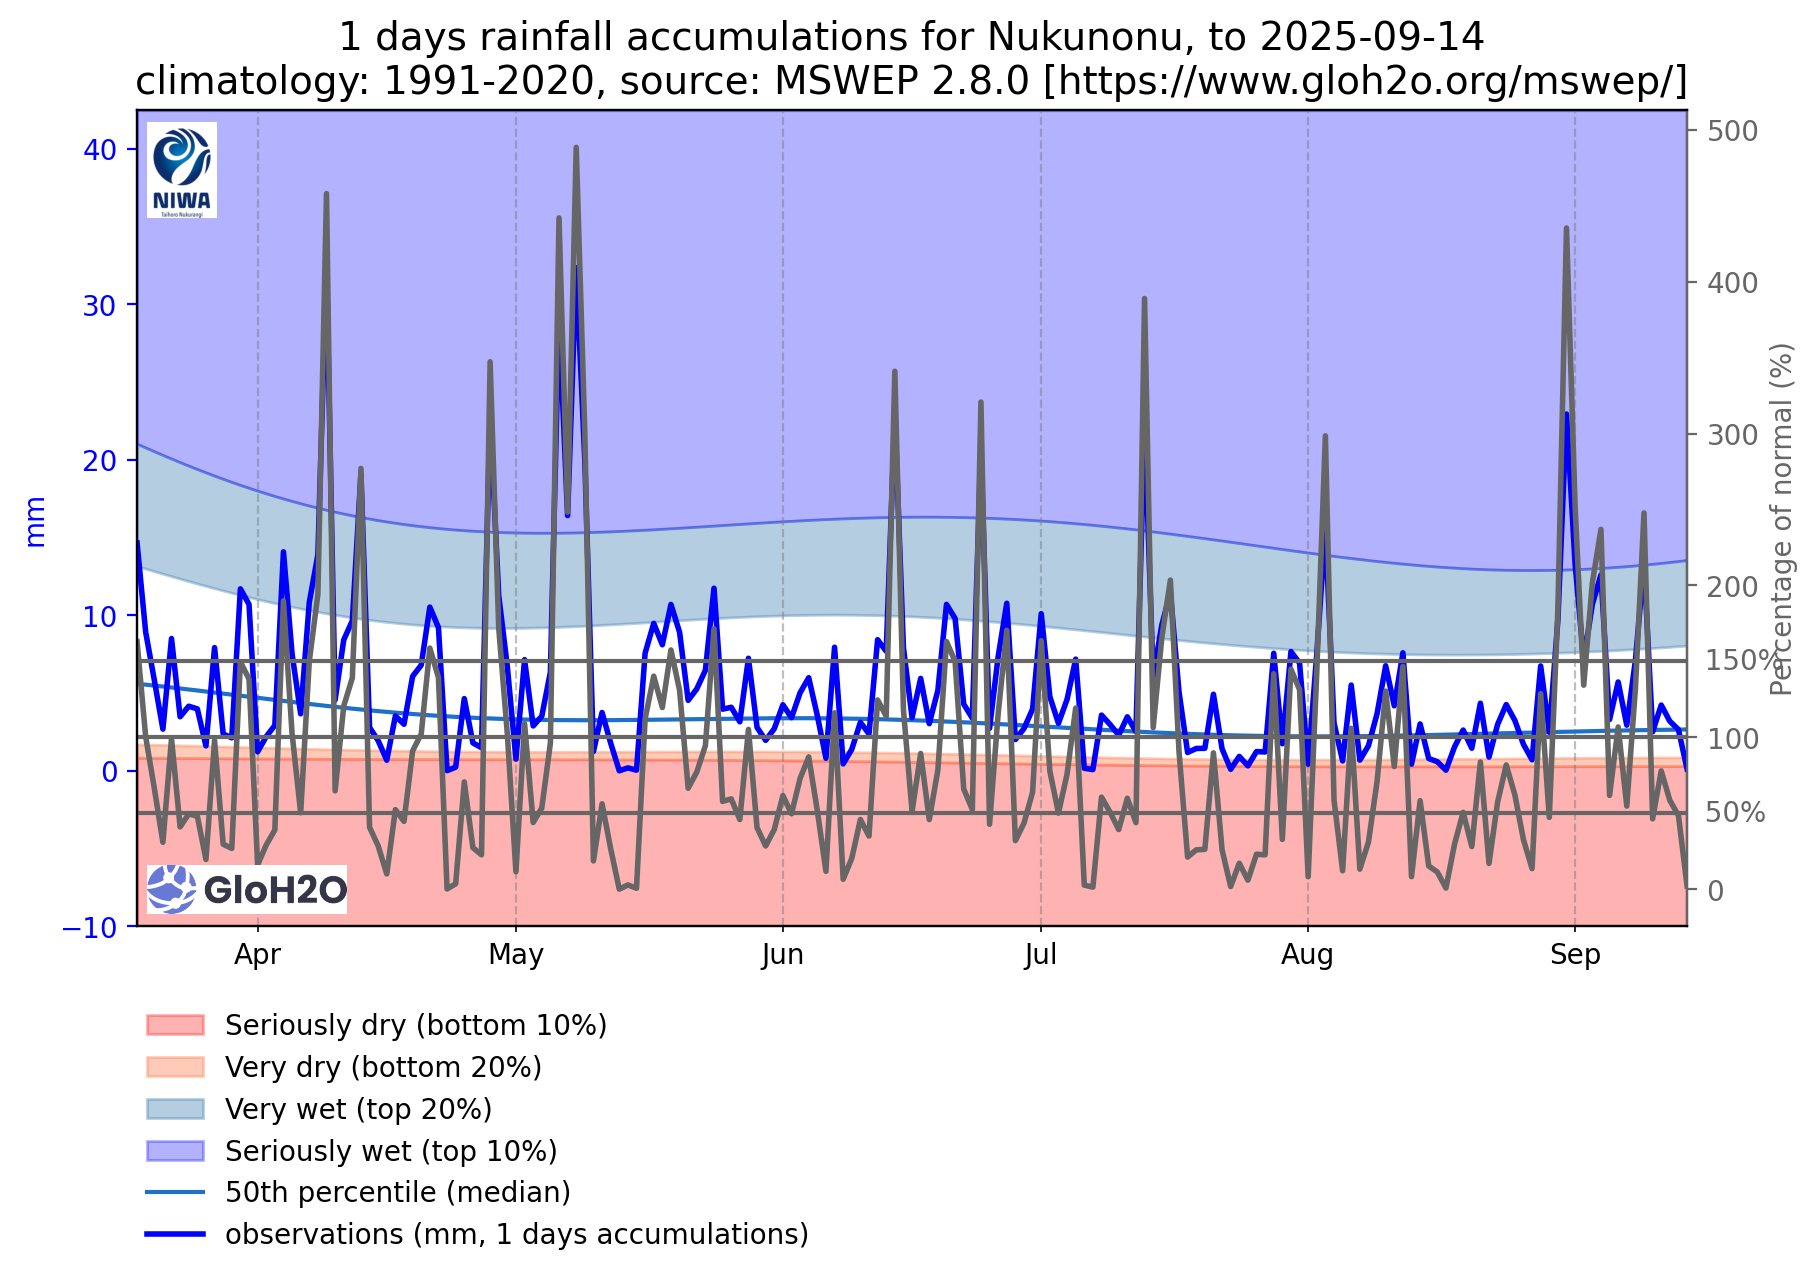 1 days rainfall accumulations for Nukunonu, to 2025-09-14
climatology: 1991-2020, source: MSWEP 2.8.0 [https://www.gloh2o.org/mswep/]
40
30
20
10
0
−10
mm
NIWA
Taihoro Nukurangi
GloH2O
500
400
300
200
150%
100
50%
0
Percentage of normal (%)
Apr
May
Jun
Jul
Aug
Sep
Seriously dry (bottom 10%)
Very dry (bottom 20%)
Very wet (top 20%)
Seriously wet (top 10%)
50th percentile (median)
observations (mm, 1 days accumulations)